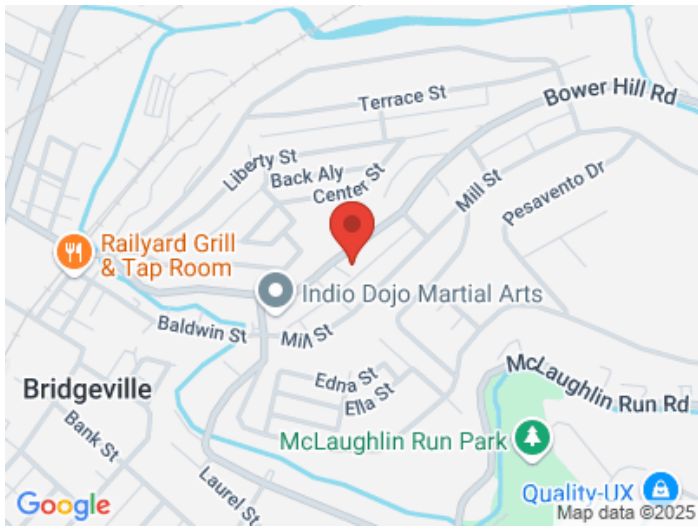 Terrace St
Bower Hill Rd
Liberty St
Back Aly
Center St
Mill St
Pesavento Dr
Railyard Grill
& Tap Room
Indio Dojo Martial Arts
Baldwin St
Mill St
Edna St
Ella St
McLaughlin Run Rd
Bridgeville
Bank St
McLaughlin Run Park
Laurel St
Quality-UX
Google
Map data ©2025